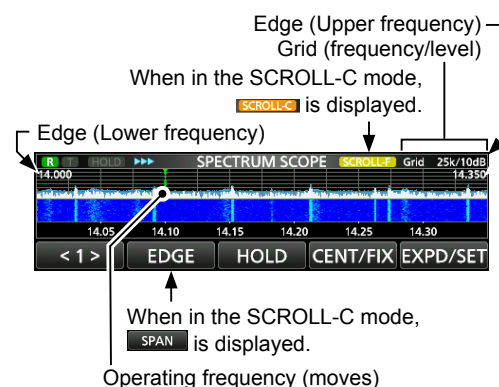 Edge (Upper frequency)
Grid (frequency/level)
When in the SCROLL-C mode,
SCROLL-C is displayed.
Edge (Lower frequency)
R T HOLD SPECTRUM SCOPE SCROLL-F Grid 25k/10dB
14.000 14.350
14.05 14.10 14.15 14.20 14.25 14.30
< 1 > EDGE HOLD CENT/FIX EXPD/SET
When in the SCROLL-C mode,
SPAN is displayed.
Operating frequency (moves)